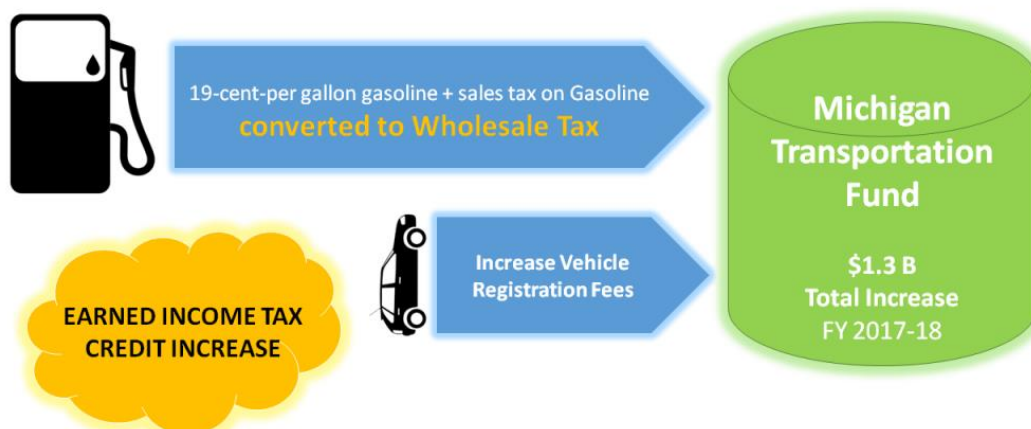 19-cent-per gallon gasoline + sales tax on Gasoline
converted to Wholesale Tax
Michigan
Transportation
Fund
$1.3 B
Total Increase
FY 2017-18
Increase Vehicle
Registration Fees
EARNED INCOME TAX
CREDIT INCREASE